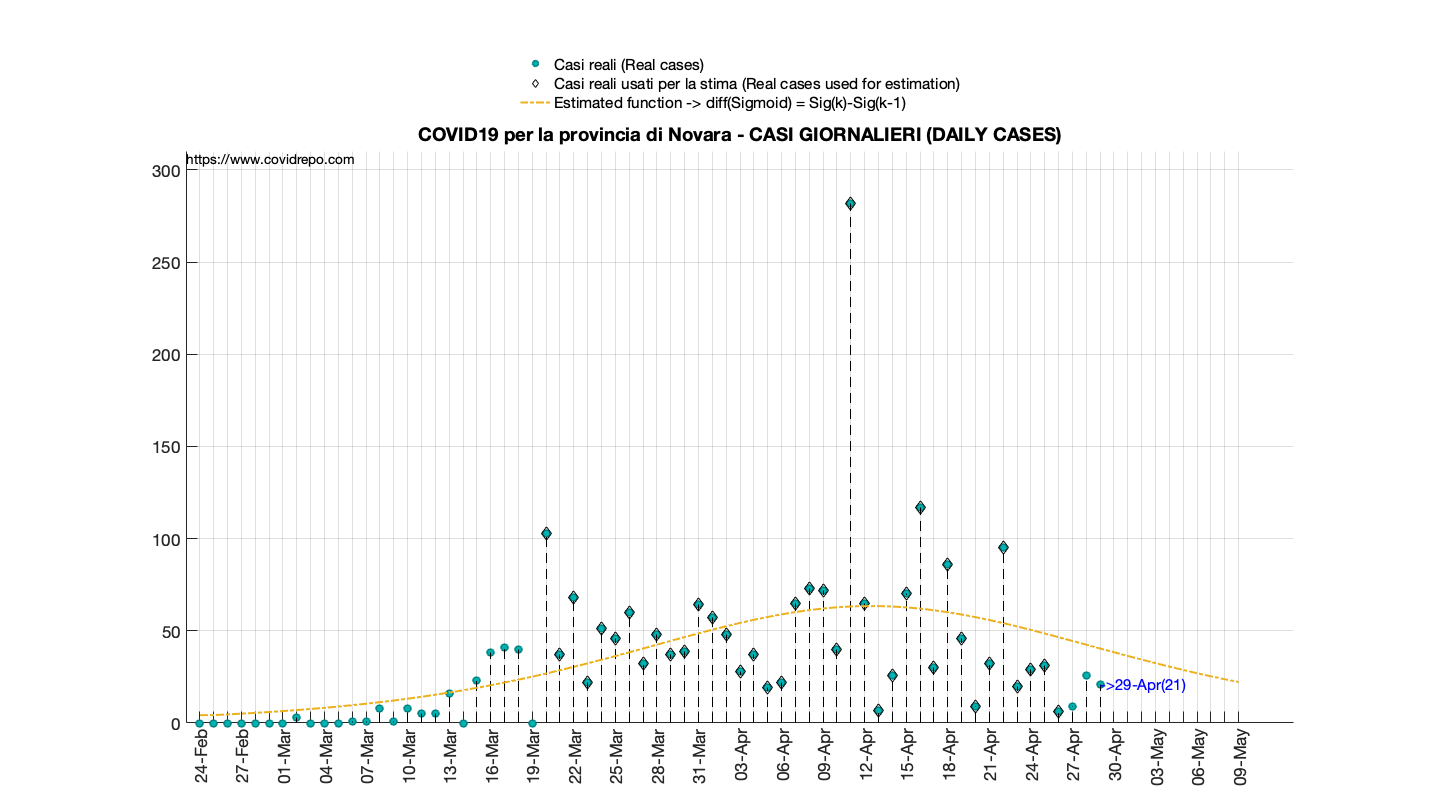 Casi reali (Real cases)
Casi reali usati per la stima (Real cases used for estimation)
Estimated function -> diff(Sigmoid) = Sig(k)-Sig(k-1)
COVID19 per la provincia di Novara - CASI GIORNALIERI (DAILY CASES)
https://www.covidrepo.com
300
250
200
150
100
50
0
>29-Apr(21)
24-Feb
27-Feb
01-Mar
04-Mar
07-Mar
10-Mar
13-Mar
16-Mar
19-Mar
22-Mar
25-Mar
28-Mar
31-Mar
03-Apr
06-Apr
09-Apr
12-Apr
15-Apr
18-Apr
21-Apr
24-Apr
27-Apr
30-Apr
03-May
06-May
09-May